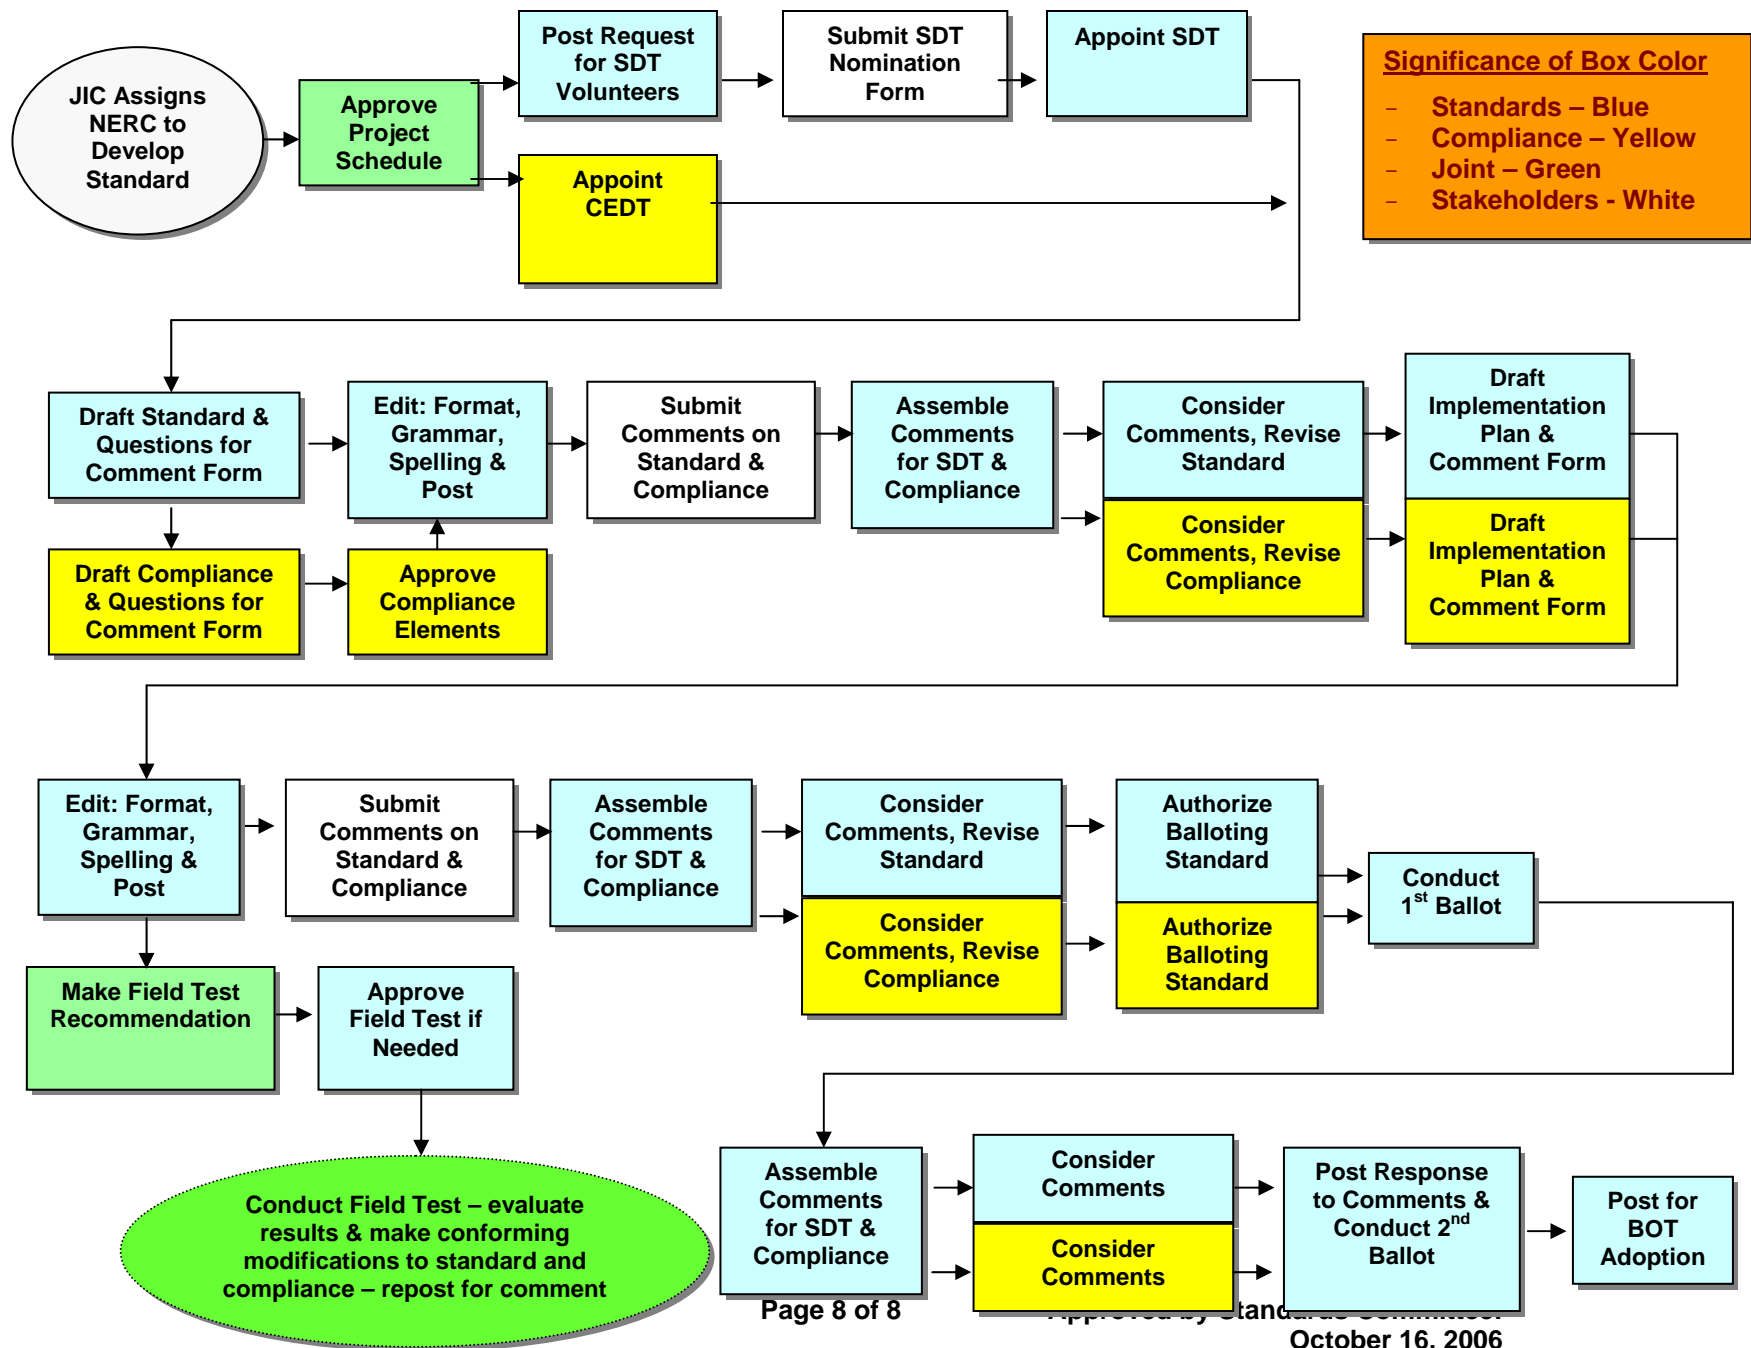 JIC Assigns
NERC to
Develop
Standard
Approve
Project
Schedule
Post Request
for SDT
Volunteers
Submit SDT
Nomination
Form
Appoint SDT
Appoint
CEDT
Significance of Box Color
- Standards – Blue
- Compliance – Yellow
- Joint – Green
- Stakeholders - White
Draft Standard &
Questions for
Comment Form
Edit: Format,
Grammar,
Spelling &
Post
Submit
Comments on
Standard &
Compliance
Assemble
Comments
for SDT &
Compliance
Consider
Comments, Revise
Standard
Draft
Implementation
Plan &
Comment Form
Draft Compliance
& Questions for
Comment Form
Approve
Compliance
Elements
Consider
Comments, Revise
Compliance
Draft
Implementation
Plan &
Comment Form
Edit: Format,
Grammar,
Spelling &
Post
Submit
Comments on
Standard &
Compliance
Assemble
Comments
for SDT &
Compliance
Consider
Comments, Revise
Standard
Authorize
Balloting
Standard
Conduct
1st Ballot
Consider
Comments, Revise
Compliance
Authorize
Balloting
Standard
Make Field Test
Recommendation
Approve
Field Test if
Needed
Conduct Field Test – evaluate
results & make conforming
modifications to standard and
compliance – repost for comment
Assemble
Comments
for SDT &
Compliance
Consider
Comments
Consider
Comments
Post Response
to Comments &
Conduct 2nd
Ballot
Post for
BOT
Adoption
Page 8 of 8
Approved by Standards Committee:
October 16, 2006